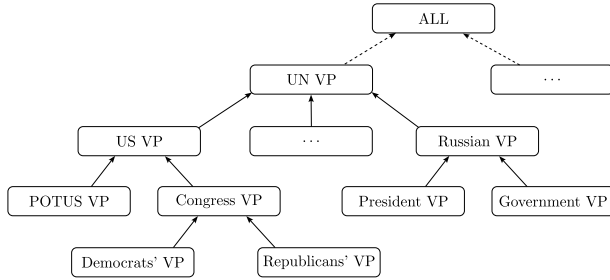 ALL
UN VP
...
US VP
...
Russian VP
POTUS VP
Congress VP
President VP
Government VP
Democrats' VP
Republicans' VP